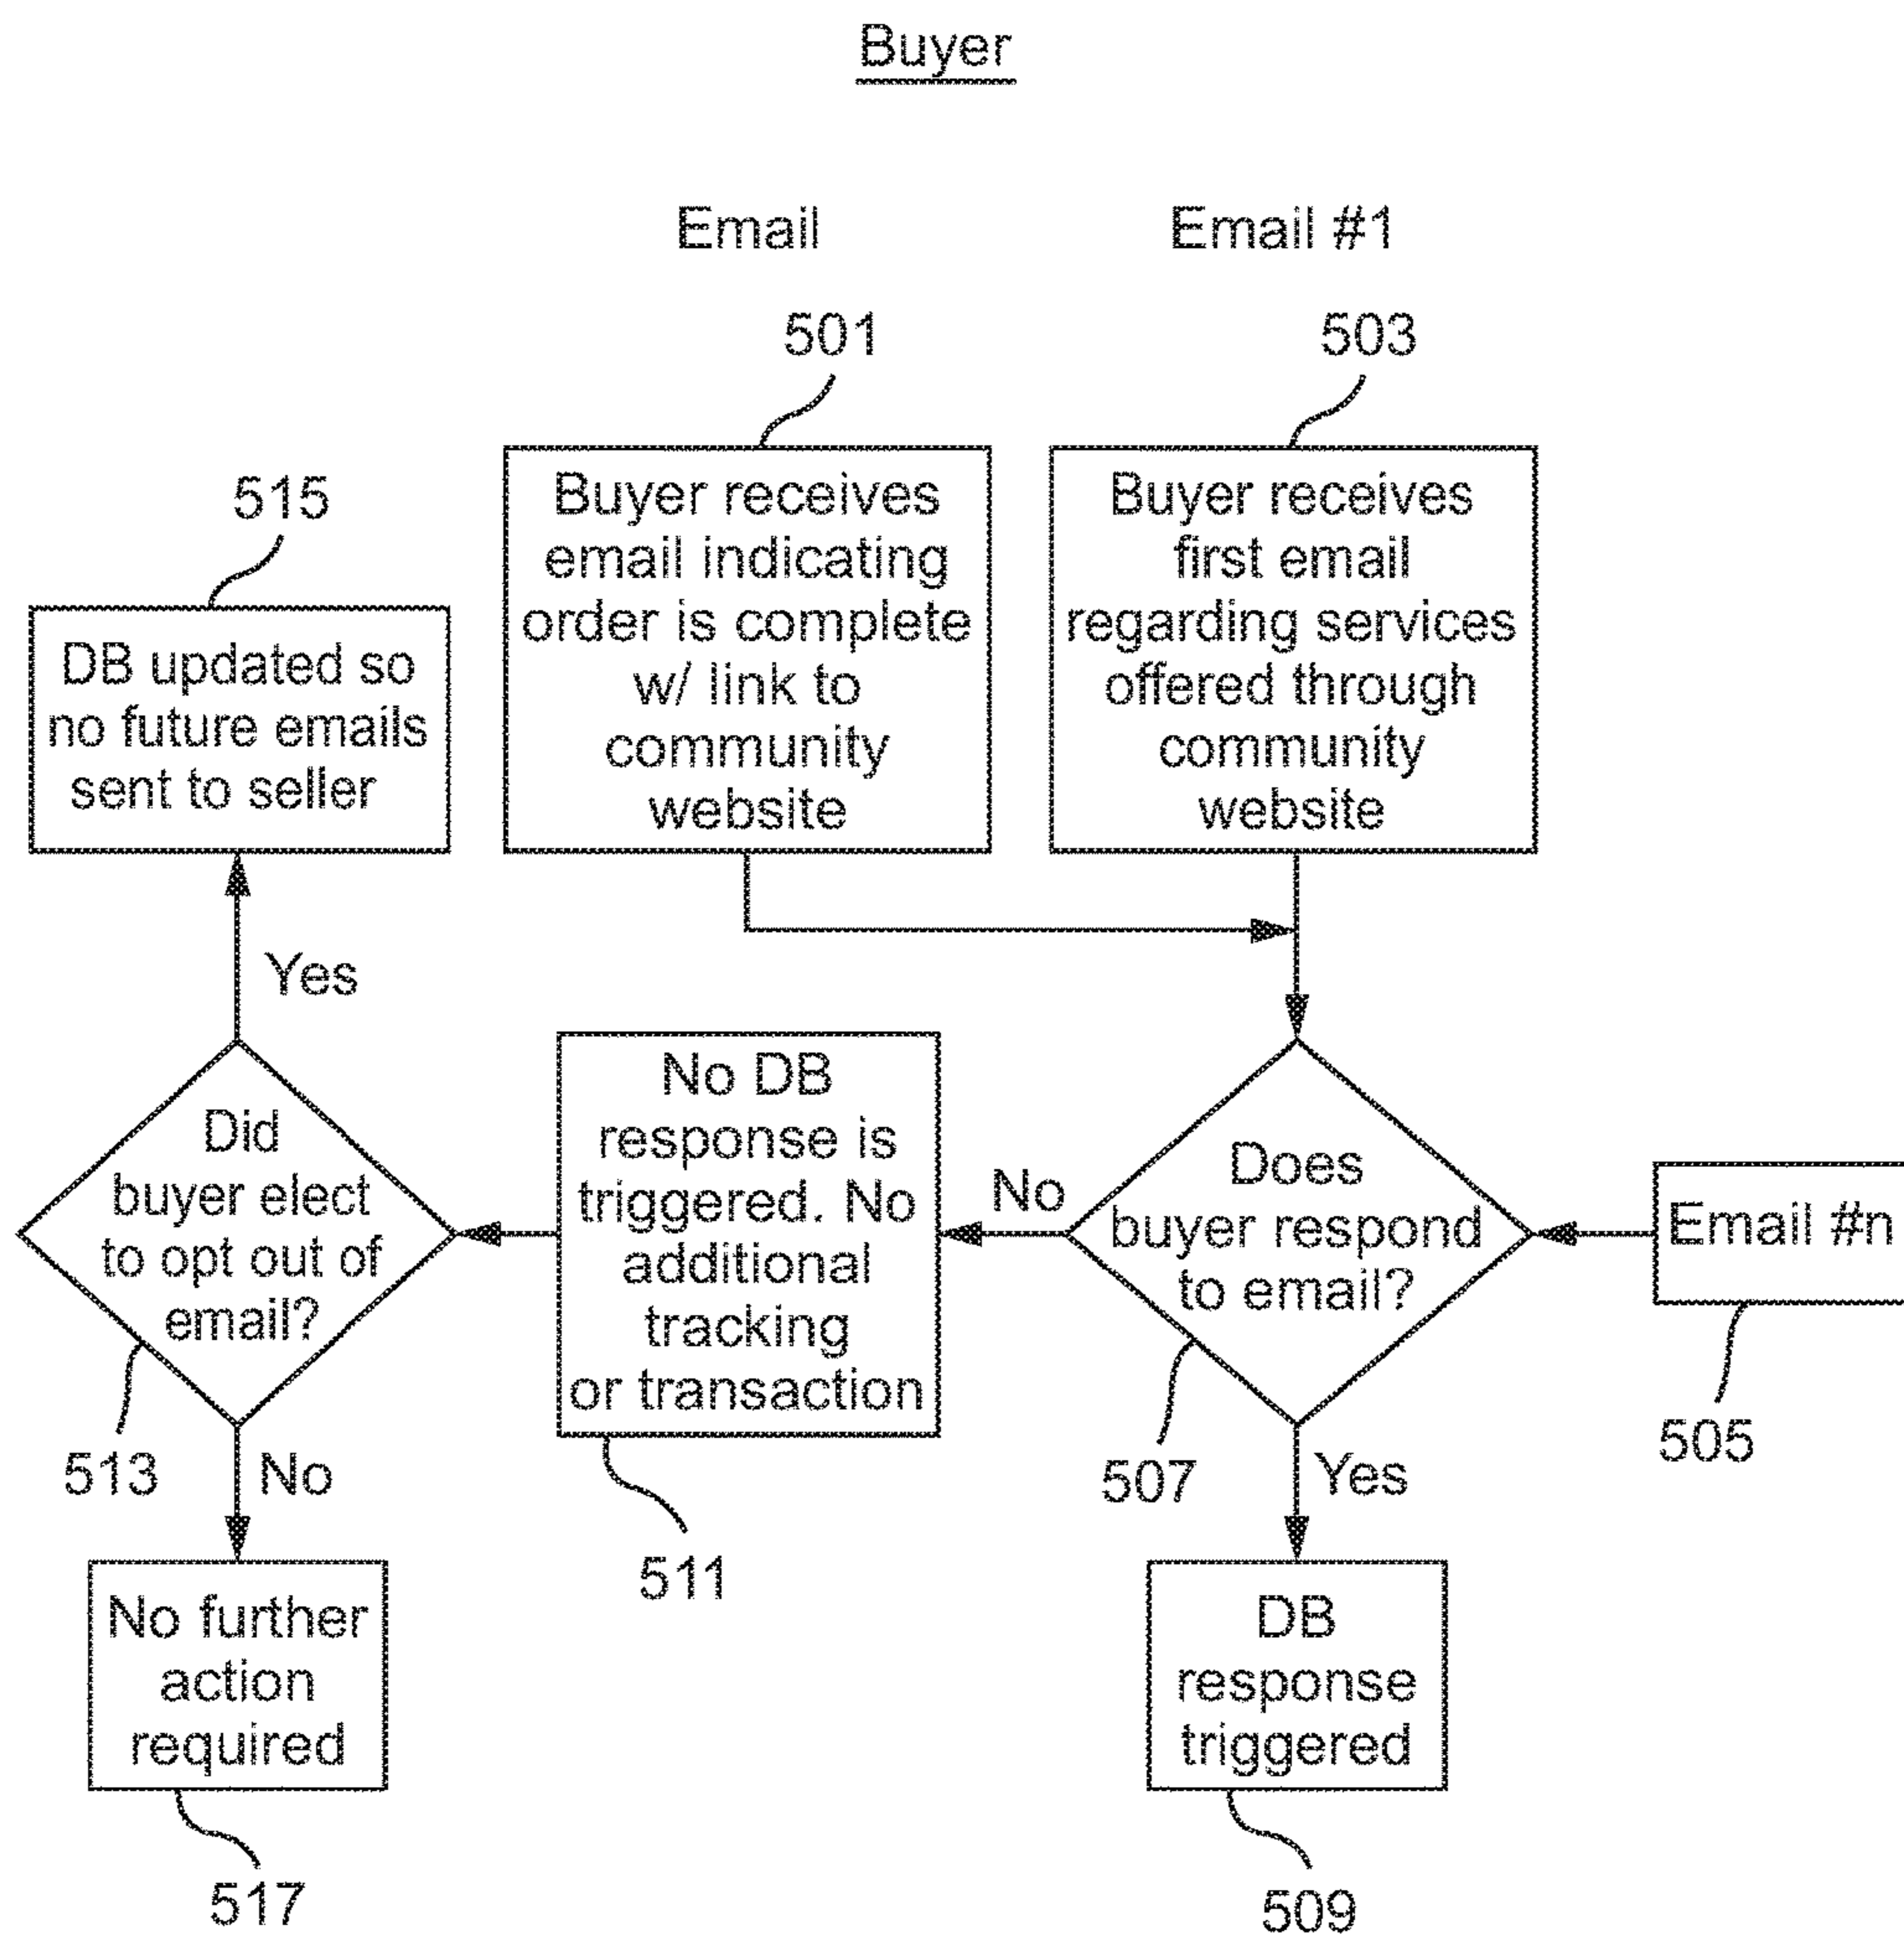 Buyer
Email
Email #1
501
503
515
Buyer receives
email indicating
order is complete
w/ link to
community
website
Buyer receives
first email
regarding services
offered through
community
website
DB updated so
no future emails
sent to seller
Yes
Did
buyer elect
to opt out of
email?
No DB
response is
triggered. No
additional
tracking
or transaction
No
Does
buyer respond
to email?
Email #n
505
513
No
511
507
Yes
No further
action
required
DB
response
triggered
517
509